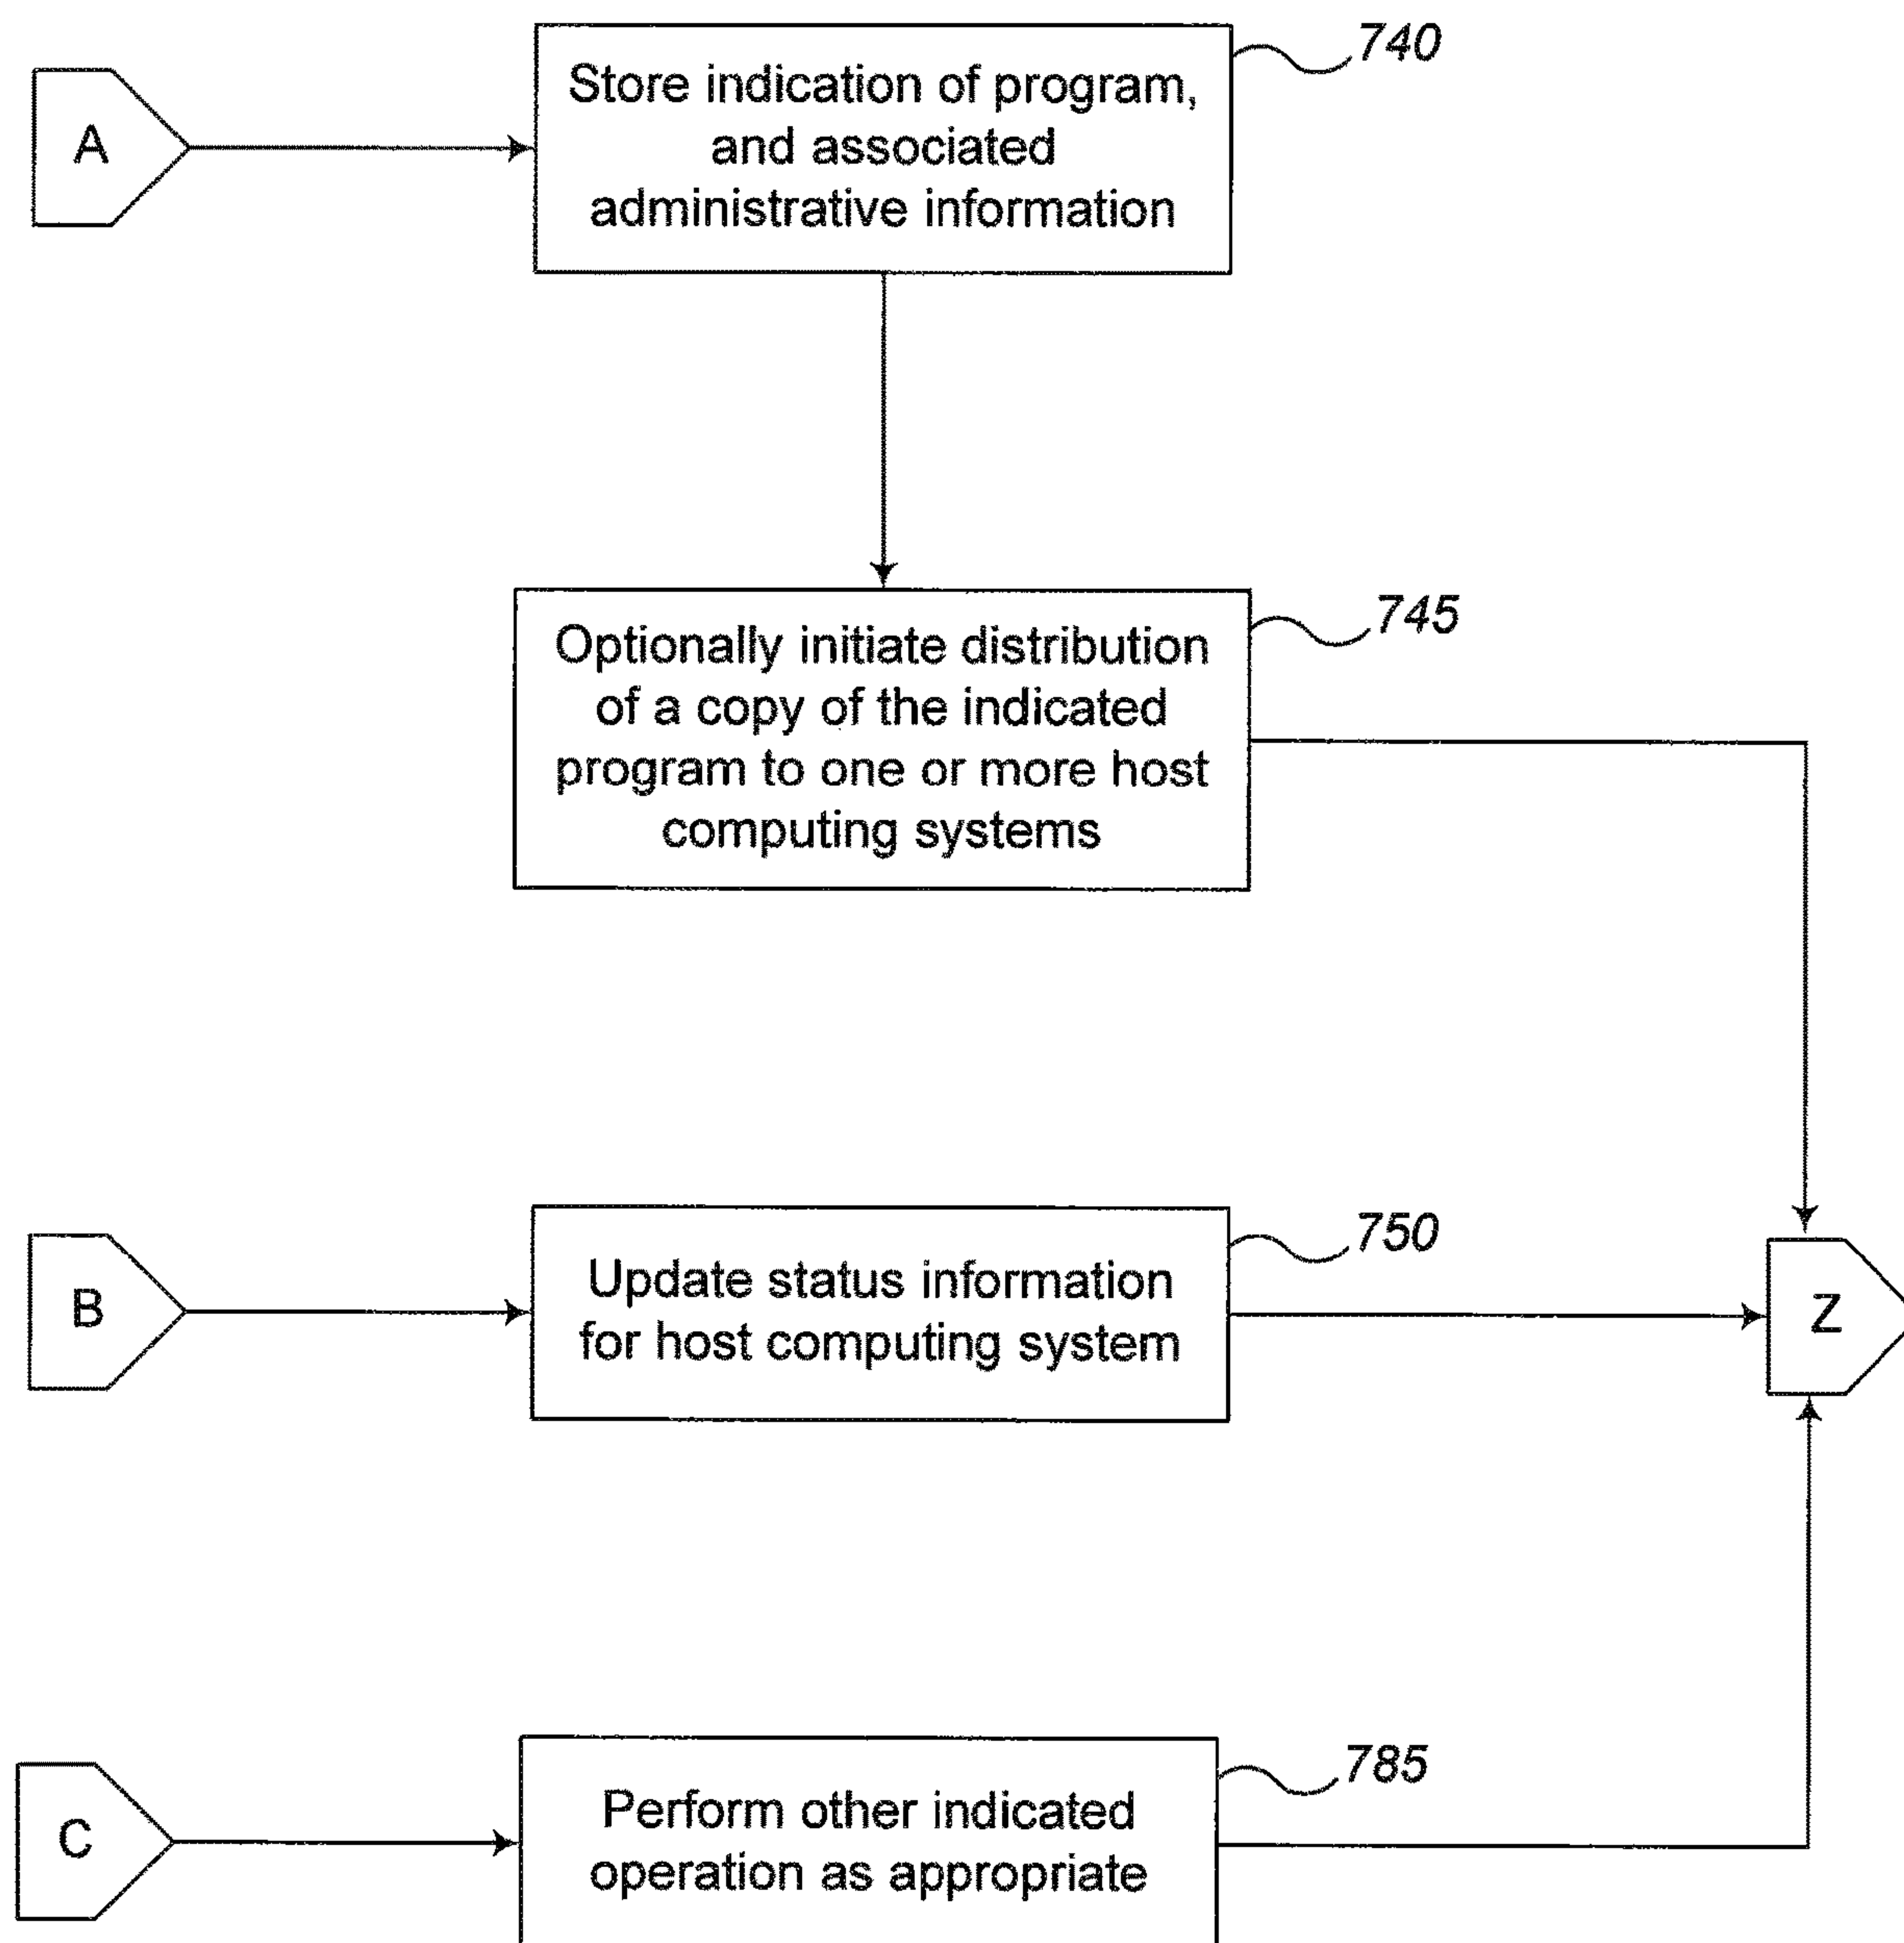 740
A
Store indication of program,
and associated
administrative information
745
Optionally initiate distribution
of a copy of the indicated
program to one or more host
computing systems
750
B
Update status information
for host computing system
Z
785
C
Perform other indicated
operation as appropriate